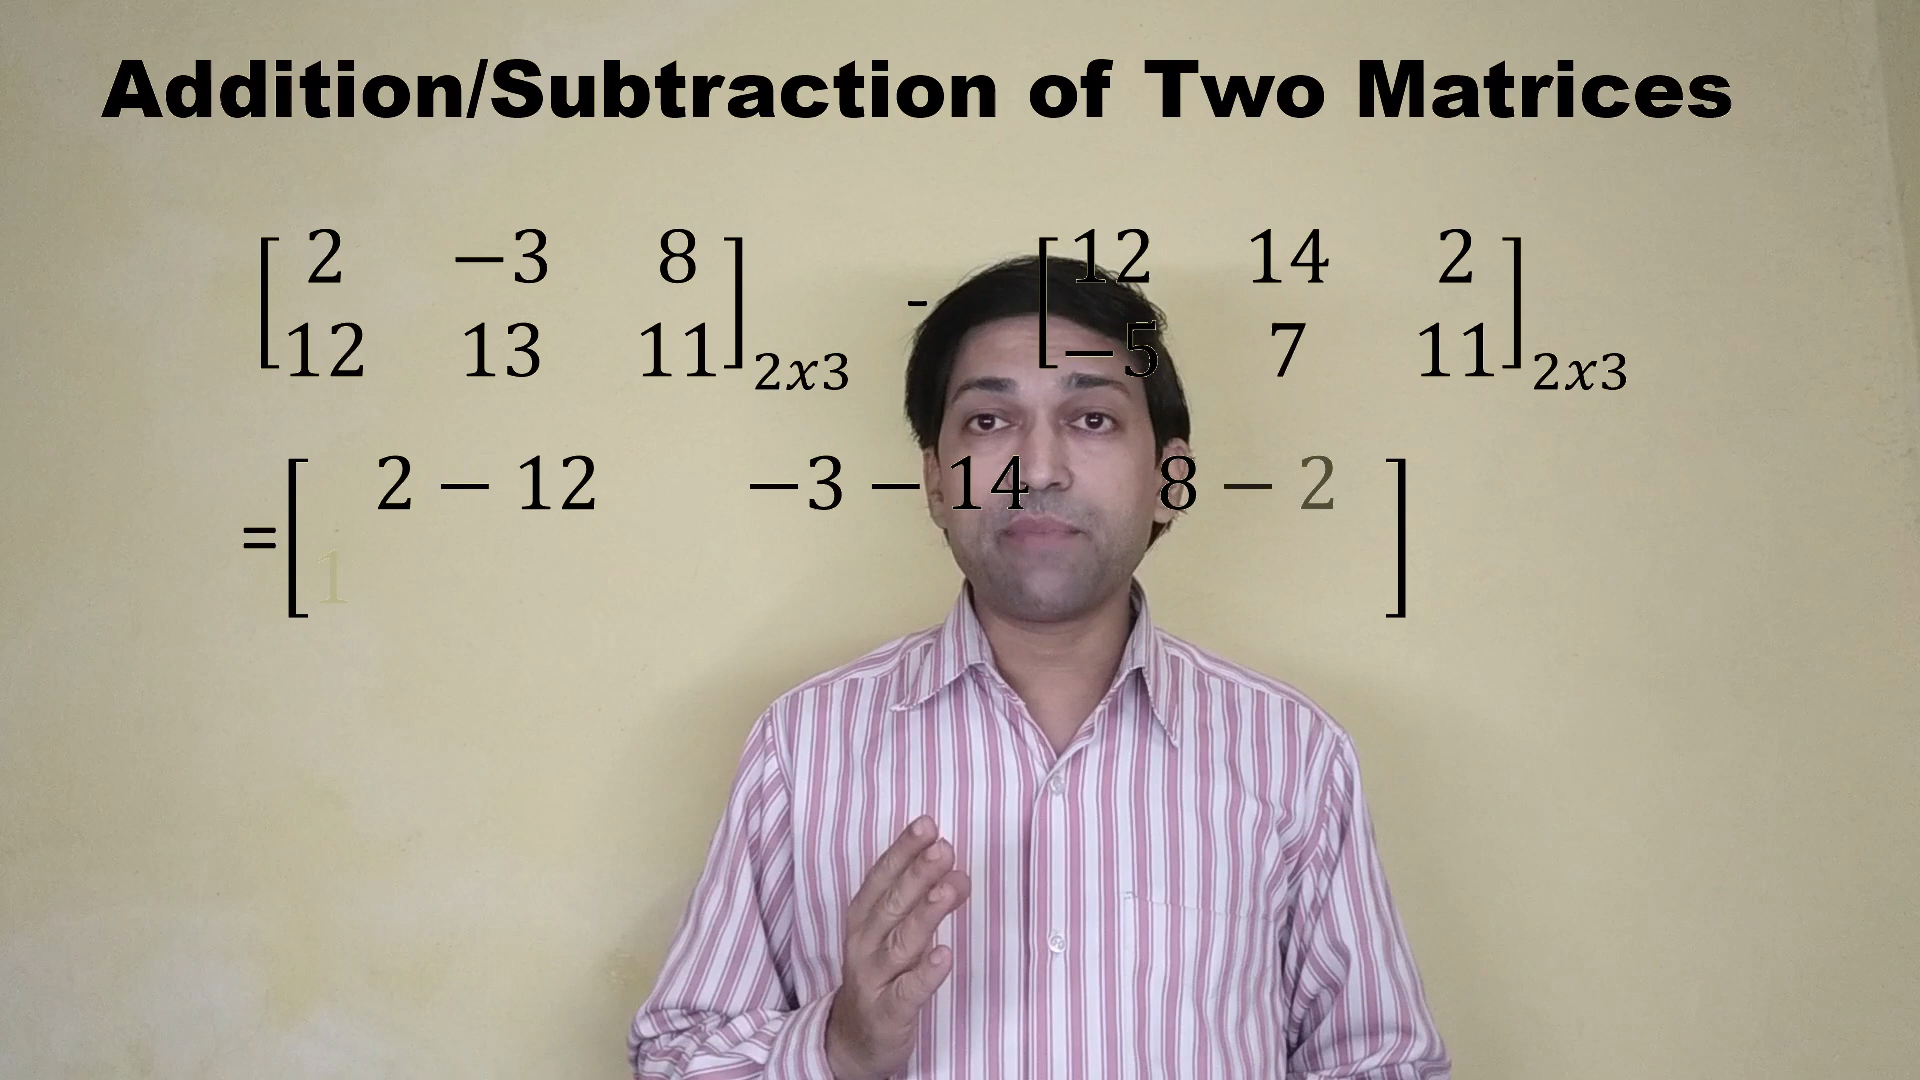 Addition/Subtraction of Two Matrices
[2 −3 8] - [12 14 2]
[12 13 11]2x3 [−5 7 11]2x3
=[2 − 12 −3 − 14 8 − 2]
1